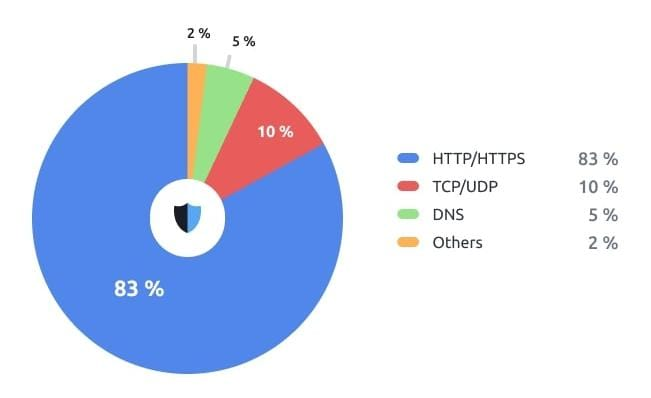 2 %
5 %
10 %
83 %
HTTP/HTTPS 83 %
TCP/UDP 10 %
DNS 5 %
Others 2 %